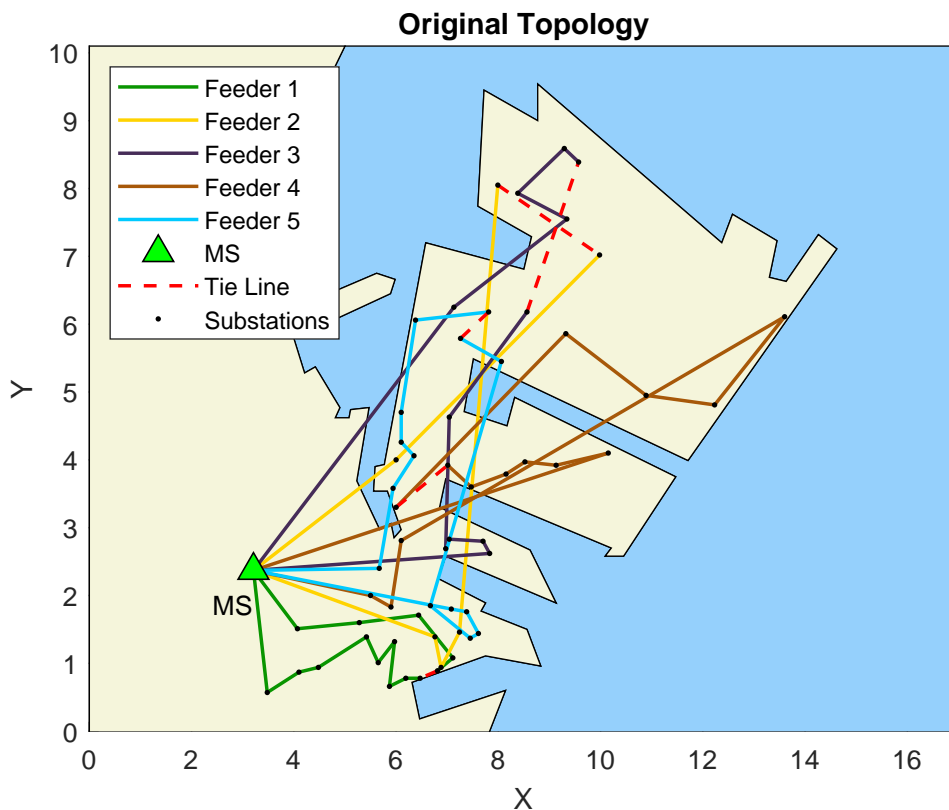 Original Topology
Feeder 1
Feeder 2
Feeder 3
Feeder 4
Feeder 5
MS
Tie Line
Substations
MS
Y
10
9
8
7
6
5
4
3
2
1
0
0 2 4 6 8 10 12 14 16
X